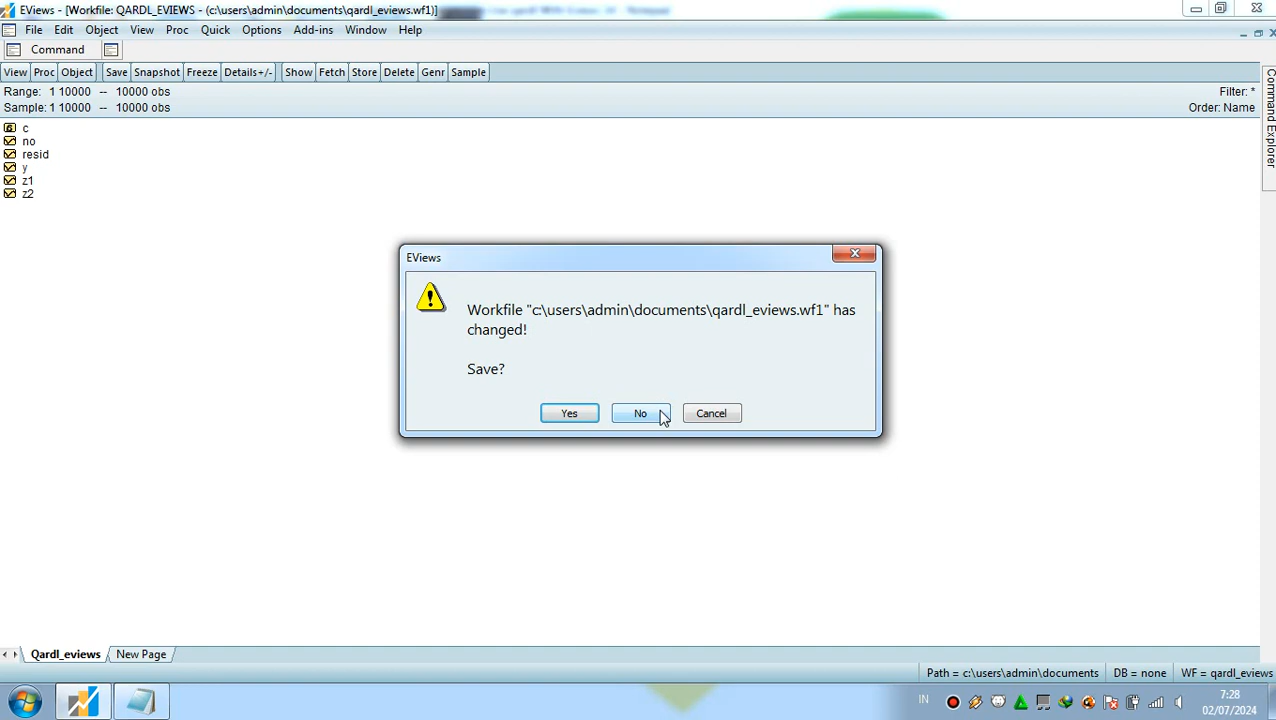 EViews - [Workfile: QARDL_EVIEWS - (c:\users\admin\documents\qardl_eviews.wf1)]
File Edit Object View Proc Quick Options Add-ins Window Help
Command
View Proc Object Save Snapshot Freeze Details+/- Show Fetch Store Delete Genr Sample
Range: 1 10000 -- 10000 obs
Filter: *
Sample: 1 10000 -- 10000 obs
Order: Name
Command Explorer
c
no
resid
y
z1
z2
EViews
Workfile "c:\users\admin\documents\qardl_eviews.wf1" has
changed!
Save?
Yes No Cancel
Qardl_eviews New Page
Path = c:\users\admin\documents DB = none WF = qardl_eviews
IN
7:28
02/07/2024